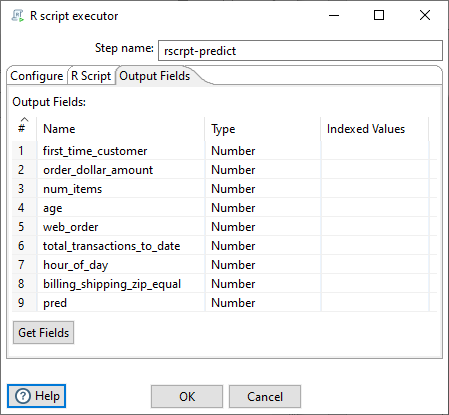 R script executor
Step name: rscrpt-predict
Configure R Script Output Fields
Output Fields:
# Name Type Indexed Values
1 first_time_customer Number
2 order_dollar_amount Number
3 num_items Number
4 age Number
5 web_order Number
6 total_transactions_to_date Number
7 hour_of_day Number
8 billing_shipping_zip_equal Number
9 pred Number
Get Fields
Help OK Cancel